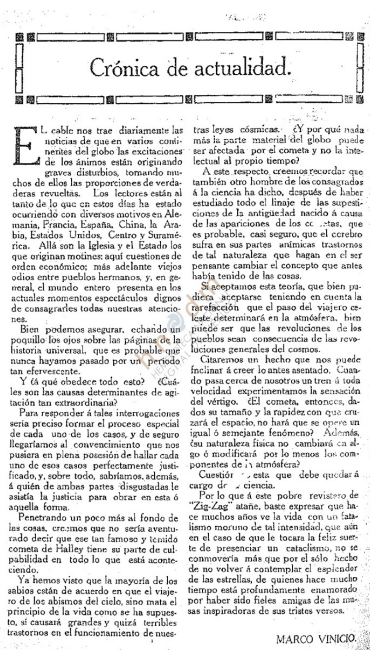 Crónica de actualidad.
EL cable nos trae diariamente las
noticias de que en varios conti-
nentes del globo las excitaciones
de los ánimos están originando
graves disturbios, tomando mu-
chos de ellos las proporciones de verda-
deras revueltas. Los lectores están al
tanto de lo que en estos días ha estado
ocurriendo con diversos motivos en Ale-
mania, Francia, España, China, la Ara-
bia, Estados Unidos, Centro y Suramé-
rica. Allá son la Iglesia y el Estado los
que originan motines: aquí cuestiones de
orden económico; más adelante viejos
odios entre pueblos hermanos, y, en ge-
neral, el mundo entero presenta en los
actuales momentos espectáculos dignos
de consagrarles todas nuestras atencio-
nes.
Bien podemos asegurar, echando un
poquillo los ojos sobre las páginas de la
historia universal, que es probable que
nunca hayamos pasado por un período
tan efervescente.
Y ¿á qué obedece todo esto? ¿Cuá-
les son las causas determinantes de agi-
tación tan extraordinaria?
Para responder á tales interrogaciones
sería preciso formar el proceso especial
de cada uno de los casos, y de seguro
llegaríamos al convencimiento que nos
pusiera en plena posesión de hallar cada
uno de esos casos perfectamente justi-
ficado, y, sobre todo, sabríamos, además,
á quién de ambas partes disgustadas le
asistía la justicia para obrar en esta ó
aquella forma.
Penetrando un poco más al fondo de
las cosas, creemos que no sería aventu-
rado decir que ese tan famoso y temido
cometa de Halley tiene su parte de cul-
pabilidad en todo lo que está aconte-
ciendo.
Ya hemos visto que la mayoría de los
sabios están de acuerdo en que el viaje-
ro de los abismos del cielo, sino mata el
principio de la vida como se ha supues-
to, sí causará grandes y quizá terribles
trastornos en el funcionamiento de nues-
tras leyes cósmicas. ¿Y por qué nada
más la parte material del globo puede
ser afectada por el cometa y no la in-
telectual al propio tiempo?
A este respecto, creemos recordar que
también otro hombre de los consagrados
á la ciencia ha dicho, después de haber
estudiado todo el linaje de las supesti-
ciones de la antigüedad nacido á causa
de las apariciones de los que
es probable, casi seguro, que el cerebro
sufra en sus partes anímicas trastornos
de tal naturaleza que hagan en el ser
pensante cambiar el concepto que antes
había tenido de las cosas.
Si aceptamos esta teoría, que bien pu-
diera aceptarse teniendo en cuenta la
rarefacción que el paso del viajero ce-
leste determinará en la atmósfera, bien
puede ser que las revoluciones de los
pueblos sean consecuencia de las revo-
luciones generales del cosmos.
Citaremos un hecho que nos puede
inclinar á creer lo antes asentado. Cuan-
do pasa cerca de nosotros un tren á toda
velocidad experimentamos la sensación
del vértigo. ¿El cometa, entonces, da-
dos su tamaño y la rapidez con que cru-
zará el espacio, no hará que se opere un
igual ó semejante fenómeno? Además,
¿su naturaleza física no cambiará en al-
go ó modificará por lo menos los com-
ponentes de la atmósfera?
Cuestión esta que debe quedar á
cargo de ciencia.
Por lo que á este pobre revistero de
"Zig-Zag" atañe, baste expresar que ha-
ce muchos años ve la vida con un fata-
lismo moruno de tal intensidad, que aún
en el caso de que le tocara la feliz suer-
te de presenciar un cataclismo, no se
conmovería más que por el sólo hecho
de no volver á contemplar el esplendor
de las estrellas, de quienes hace mucho
tiempo está profundamente enamorado
por haber sido fieles amigas de las mu-
sas inspiradoras de sus tristes versos.
MARCO VINICIO.